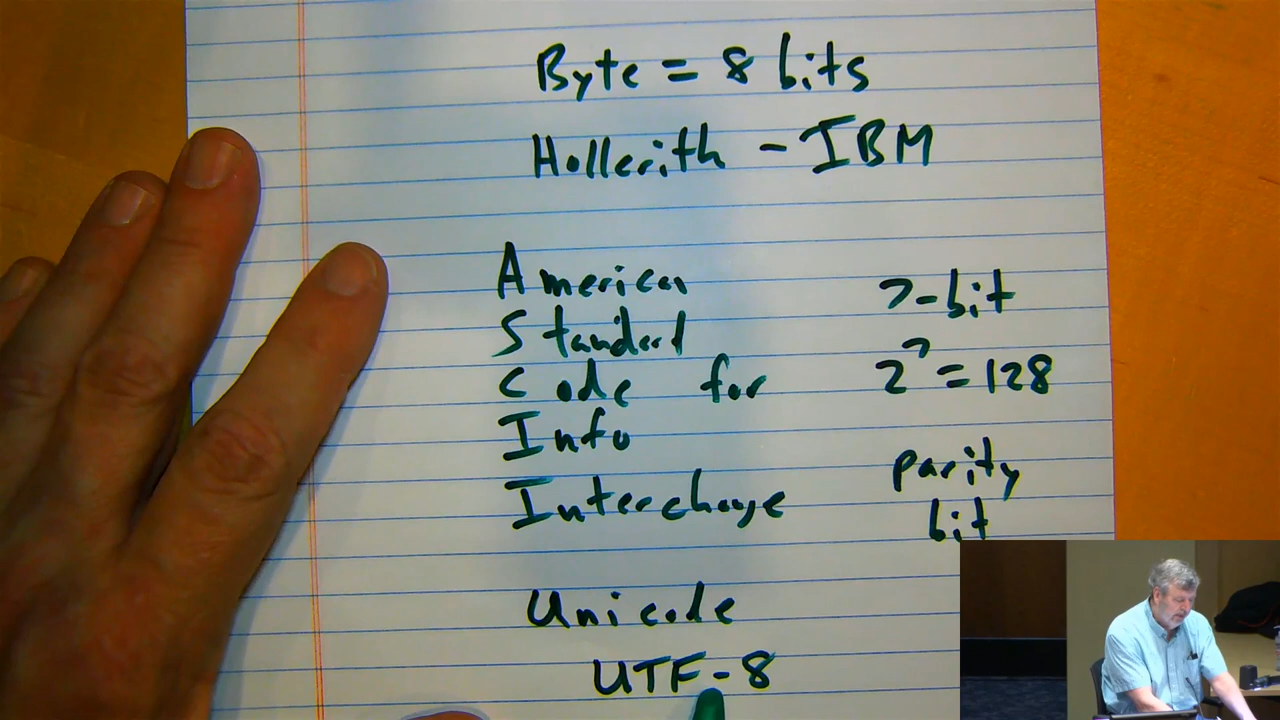 Byte = 8 bits
Hollerith - IBM
American
Standard
Code for
Info
Interchange
7-bit
2⁷ = 128
parity
bit
Unicode
UTF-8